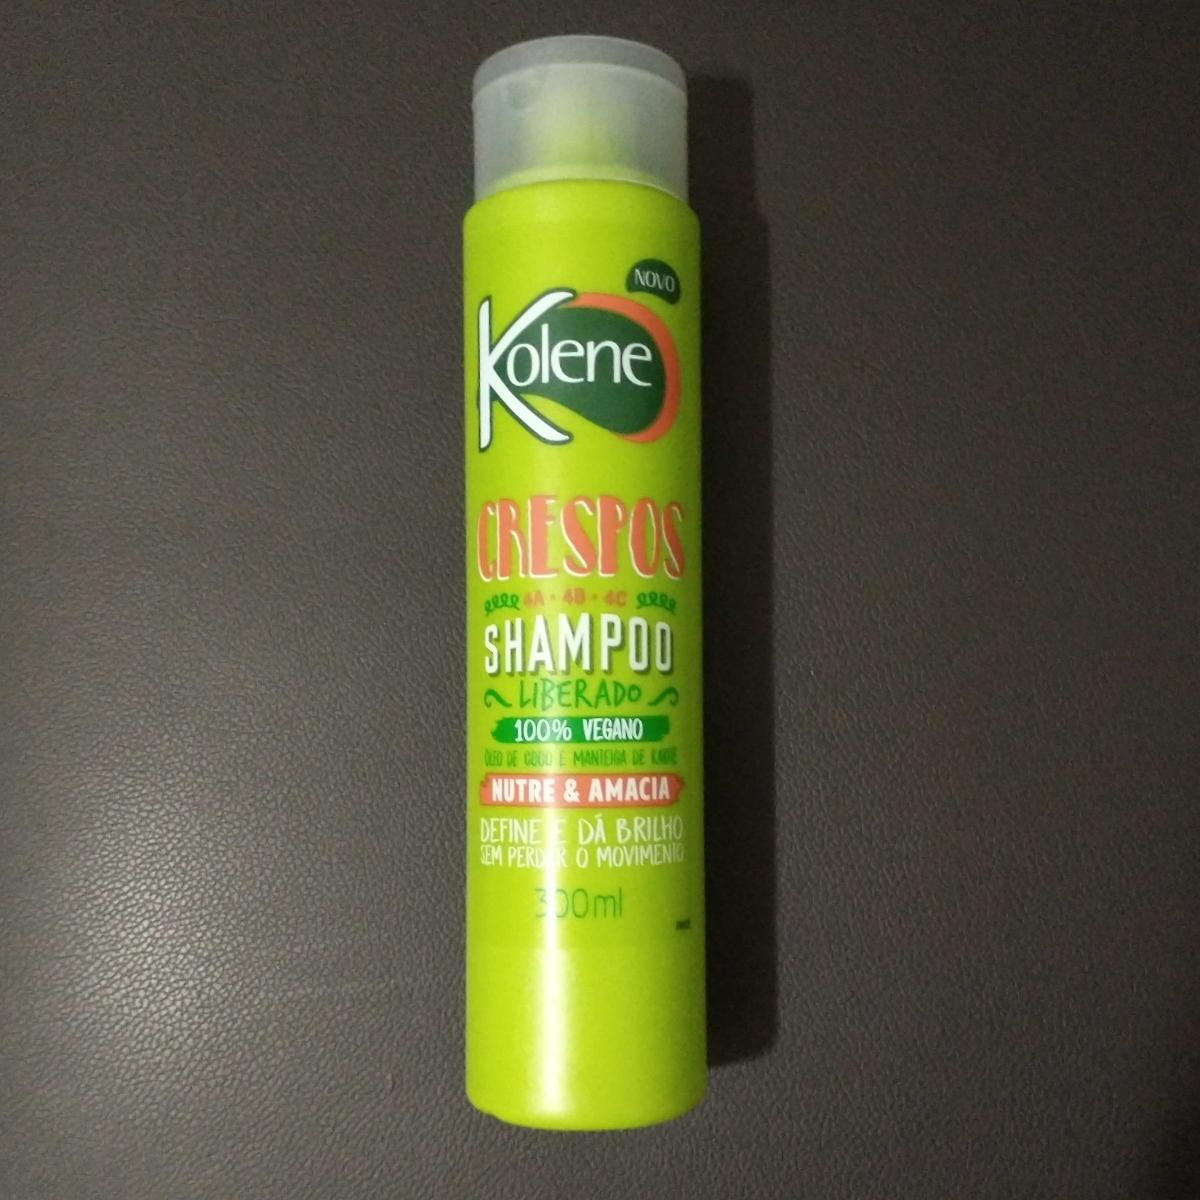 NOVO
Kolene
CRESPOS
4A • 4B • 4C
SHAMPOO
LIBERADO
100% VEGANO
ÓLEO DE COCO E MANTEIGA DE KARITÉ
NUTRE & AMACIA
DEFINE E DÁ BRILHO
SEM PERDER O MOVIMENTO
300ml